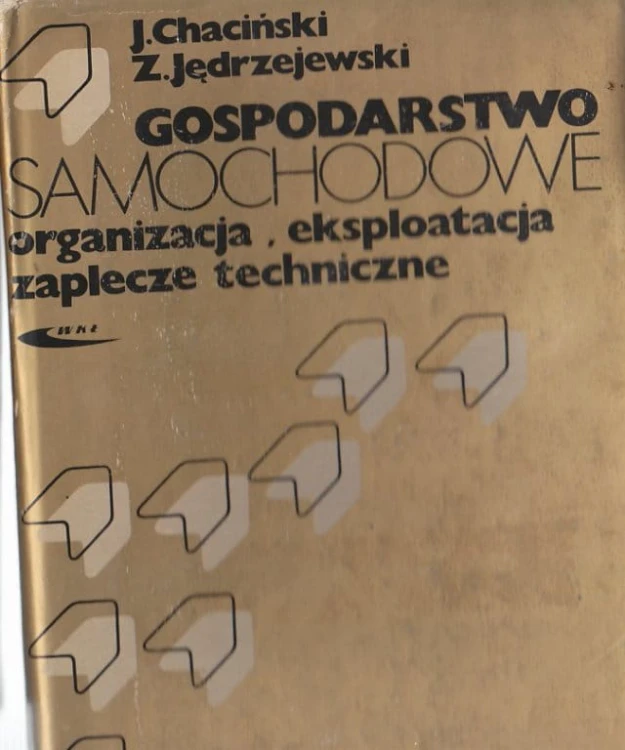 J.Chaciński
Z.Jędrzejewski
GOSPODARSTWO
SAMOCHODOWE
organizacja , eksploatacja
zaplecze techniczne
WKŁ